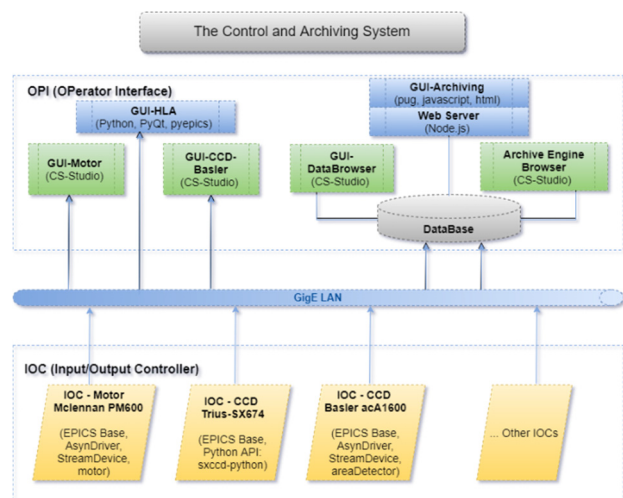 The Control and Archiving System
OPI (OPerator Interface)
GUI-HLA
(Python, PyQt, pyepics)
GUI-Archiving
(pug, javascript, html)
Web Server
(Node.js)
GUI-Motor
(CS-Studio)
GUI-CCD-
Basler
(CS-Studio)
GUI-
DataBrowser
(CS-Studio)
Archive Engine
Browser
(CS-Studio)
DataBase
GigE LAN
IOC (Input/Output Controller)
IOC - Motor
Mclennan PM600
(EPICS Base,
AsynDriver,
StreamDevice,
motor)
IOC - CCD
Trius-SX674
(EPICS Base,
Python API:
sxccd-python)
IOC - CCD
Basler acA1600
(EPICS Base,
AsynDriver,
StreamDevice,
areaDetector)
... Other IOCs